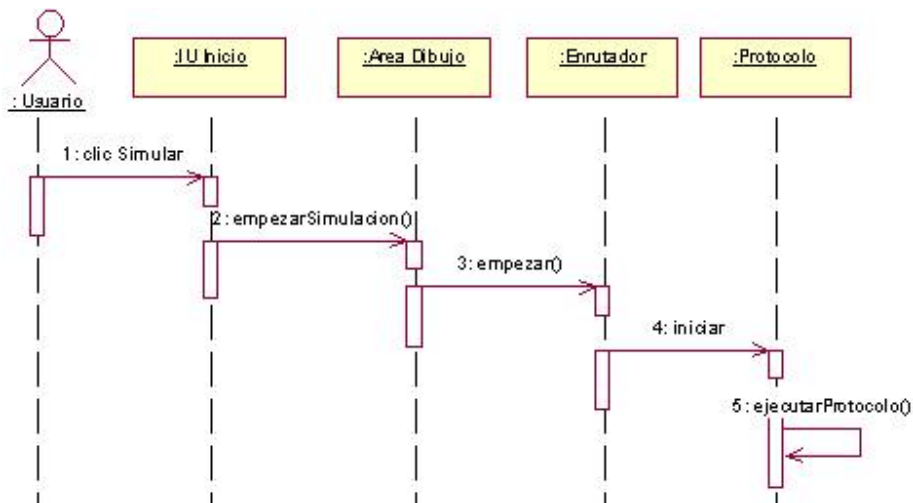 :IU Inicio
:Area Dibujo
:Enrutador
:Protocolo
: Usuario
1: clic Simular
2: empezarSimulacion()
3: empezar()
4: iniciar
5: ejecutarProtocolo()